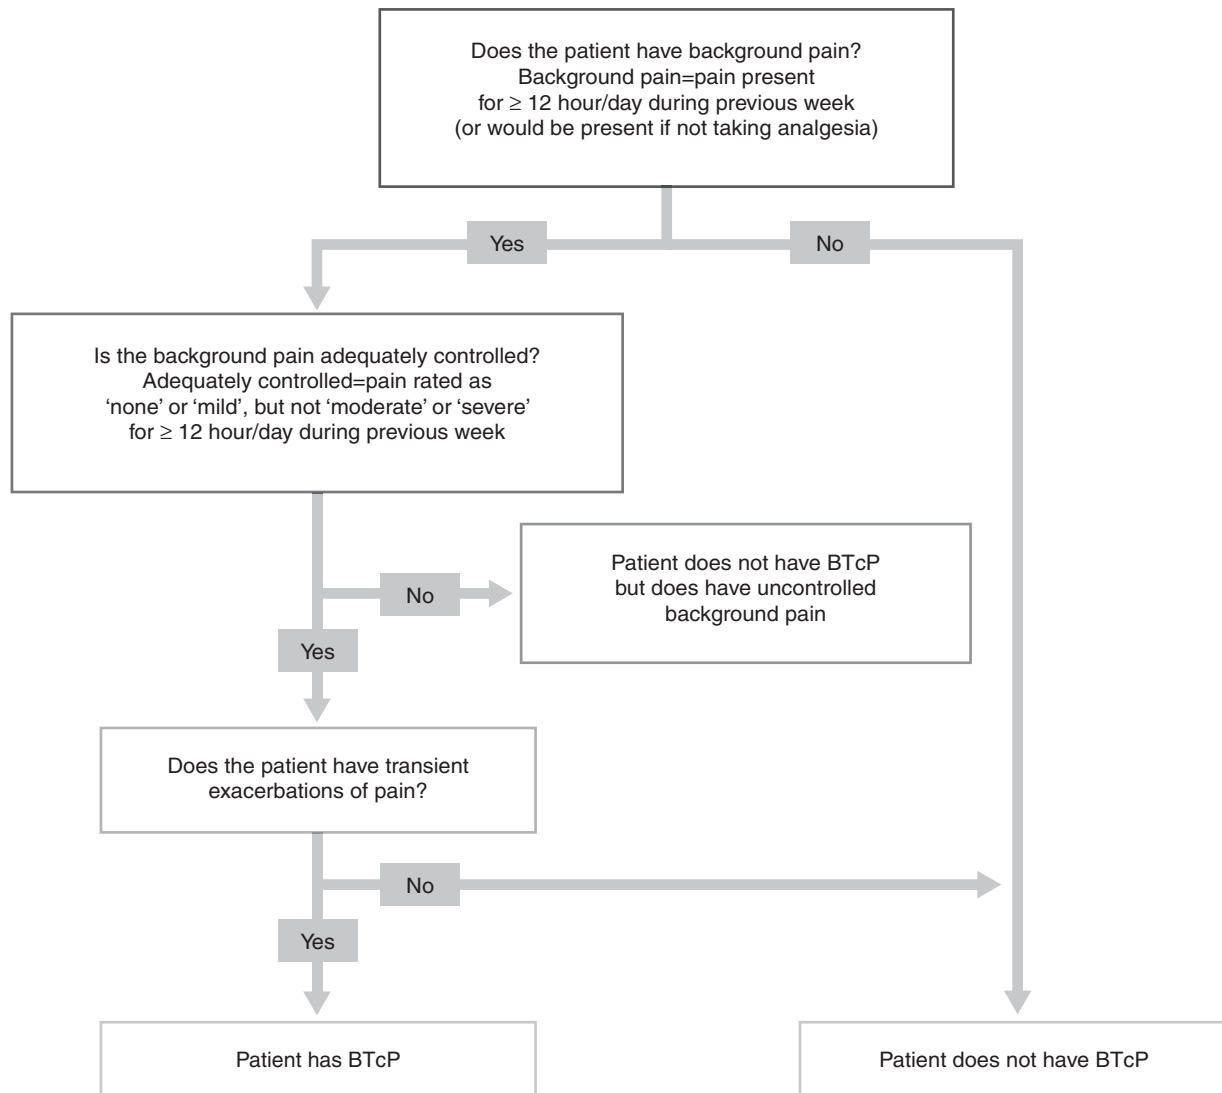 Does the patient have background pain?
Background pain=pain present
for ≥ 12 hour/day during previous week
(or would be present if not taking analgesia)
Yes
No
Is the background pain adequately controlled?
Adequately controlled=pain rated as
‘none’ or ‘mild’, but not ‘moderate’ or ‘severe’
for ≥ 12 hour/day during previous week
No
Patient does not have BTcP
but does have uncontrolled
background pain
Yes
Does the patient have transient
exacerbations of pain?
No
Yes
Patient has BTcP
Patient does not have BTcP